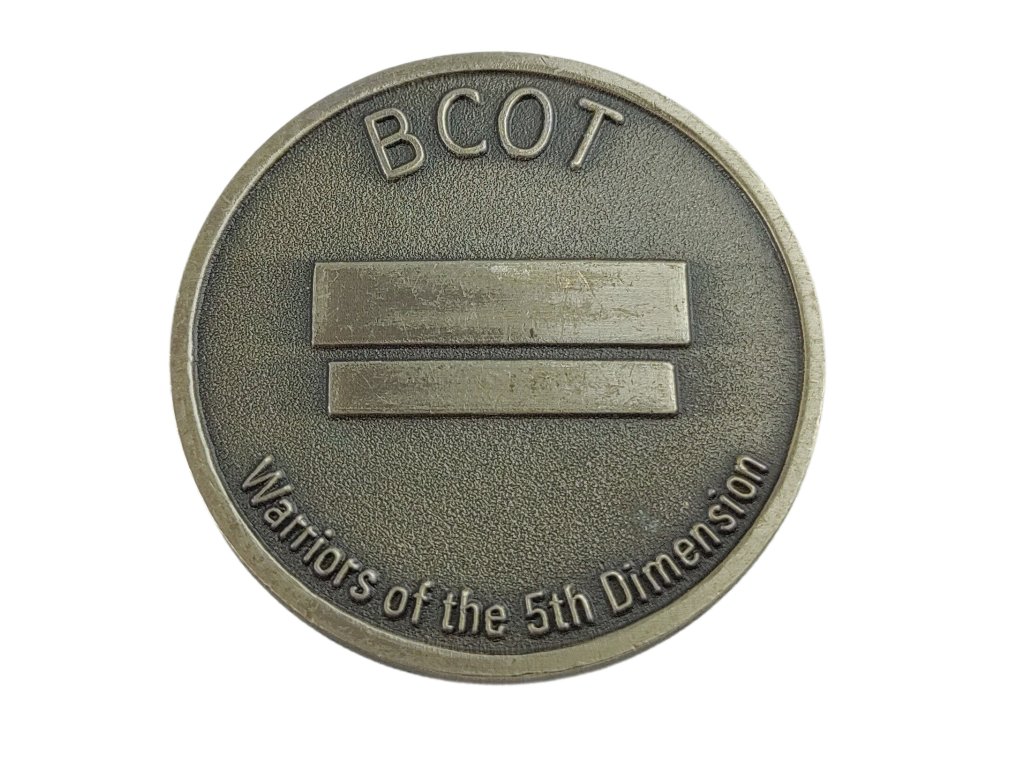 BCOT
Warriors of the 5th Dimension